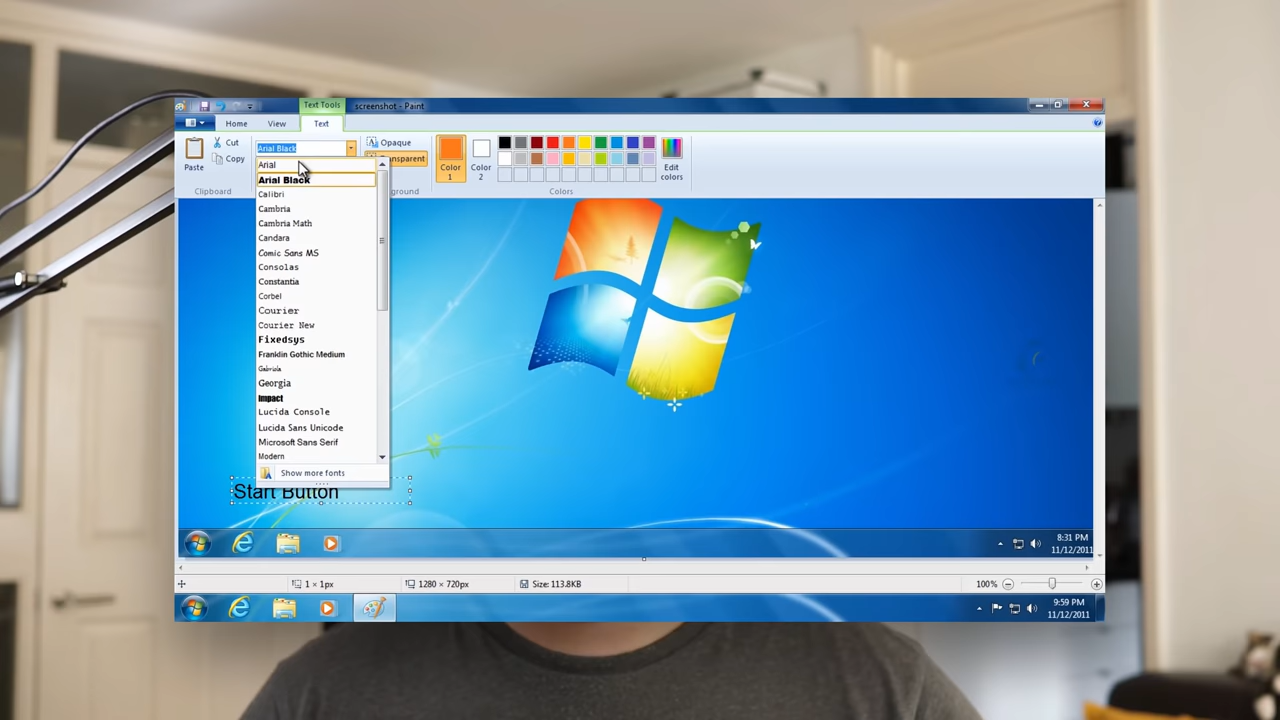 Text Tools
screenshot - Paint
Home
View
Text
Paste
Cut
Copy
Clipboard
Arial Black
Opaque
Color 1
Color 2
Edit colors
Colors
Arial
Arial Black
Calibri
Cambria
Cambria Math
Candara
Comic Sans MS
Consolas
Constantia
Corbel
Courier
Courier New
Fixedsys
Franklin Gothic Medium
Gabriola
Georgia
Impact
Lucida Console
Lucida Sans Unicode
Microsoft Sans Serif
Modern
Show more fonts
Start Button
8:31 PM
11/12/2011
1 × 1px
1280 × 720px
Size: 113.8KB
100%
9:59 PM
11/12/2011